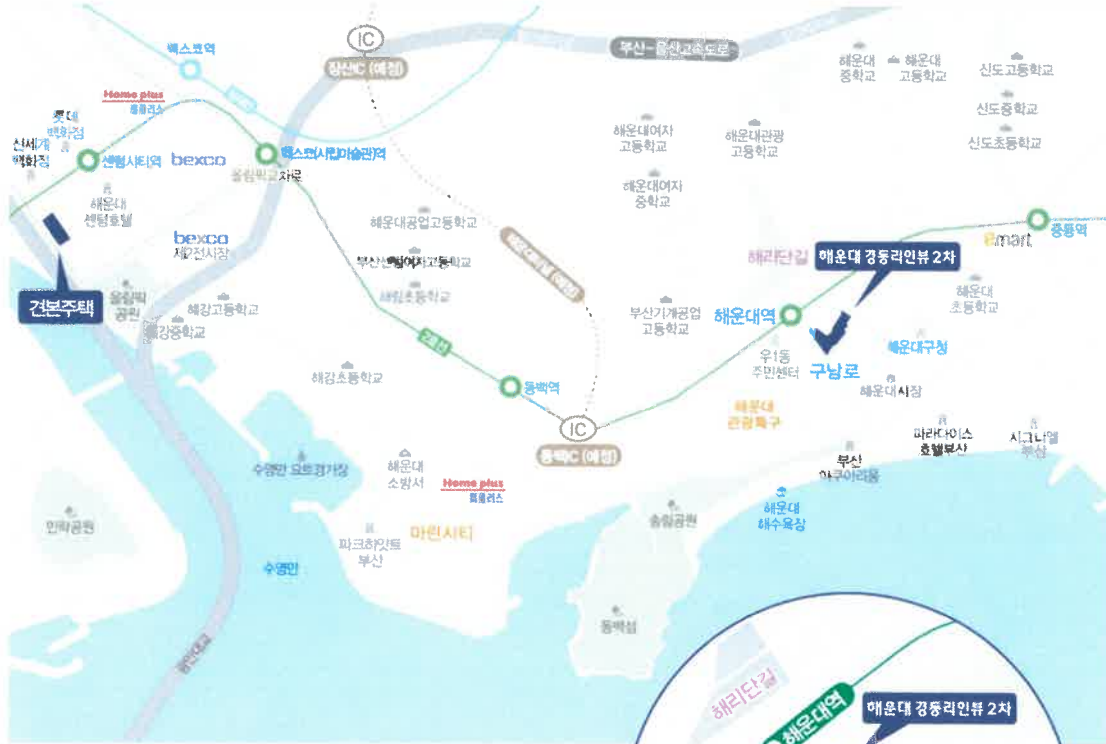 IC
장산IC (예정)
부산-울산고속도로
벡스코역
Home plus
롯데
백화점
신세계
백화점
센텀시티역
bexco
벡스코(시립미술관)역
올림픽교차로
해운대
센텀호텔
bexco
제2전시장
견본주택
올림픽
공원
해강고등학교
해강중학교
해운대공업고등학교
해림초등학교
해강초등학교
2호선
동백역
IC
동백IC (예정)
해운대
중학교
해운대
고등학교
신도고등학교
신도중학교
신도초등학교
해운대여자
고등학교
해운대관광
고등학교
해운대여자
중학교
해리단길
해운대 경동리인뷰 2차
emart
중동역
부산기계공업
고등학교
해운대역
해운대
초등학교
우1동
주민센터
구남로
해운대구청
해운대시장
해운대
관광특구
부산
아쿠아리움
파라다이스
호텔부산
시그니엘
부산
해운대
해수욕장
수영만 요트경기장
해운대
소방서
Home plus
마린시티
파크하얏트
부산
민락공원
수영만
송림공원
동백섬
광안대교
해리단길
해운대역
해운대 경동리인뷰 2차